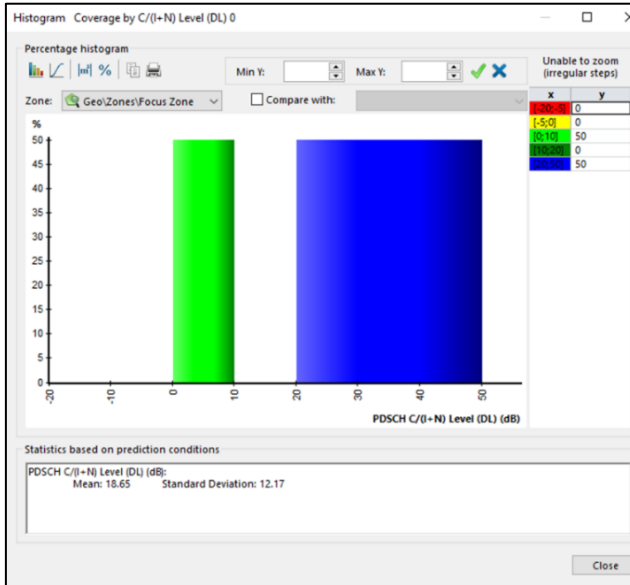 Histogram Coverage by C/(I+N) Level (DL) 0
Percentage histogram
Min Y:
Max Y:
Unable to zoom
(irregular steps)
Zone: Geo\Zones\Focus Zone
Compare with:
x y
[-20;-5] 0
[-5;0] 0
[0;10] 50
[10;20] 0
50
%
50
45
40
35
30
25
20
15
10
5
0
-20 -10 0 10 20 30 40 50
PDSCH C/(I+N) Level (DL) (dB)
Statistics based on prediction conditions
PDSCH C/(I+N) Level (DL) (dB):
Mean: 18.65 Standard Deviation: 12.17
Close